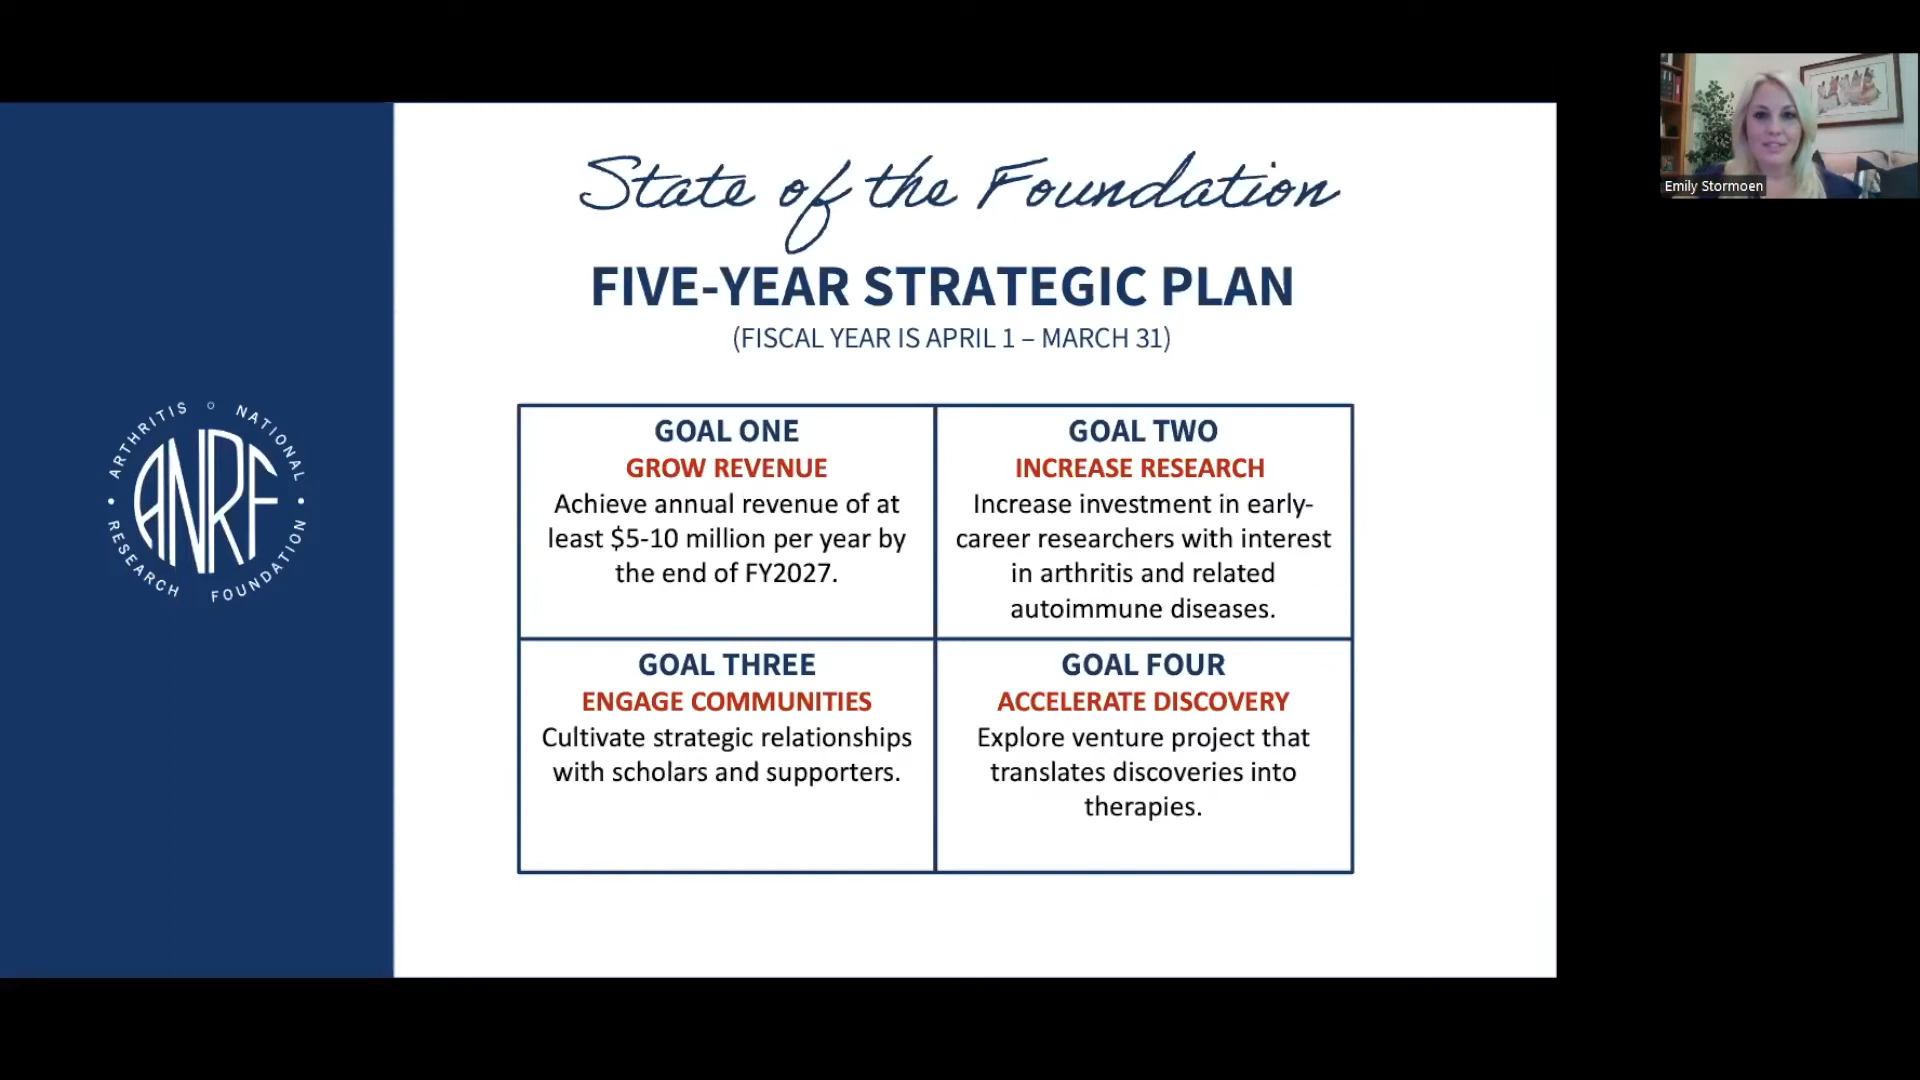 State of the Foundation
FIVE-YEAR STRATEGIC PLAN
(FISCAL YEAR IS APRIL 1 – MARCH 31)
ARTHRITIS NATIONAL
RESEARCH FOUNDATION
ANRF
GOAL ONE
GROW REVENUE
Achieve annual revenue of at
least $5-10 million per year by
the end of FY2027.
GOAL TWO
INCREASE RESEARCH
Increase investment in early-
career researchers with interest
in arthritis and related
autoimmune diseases.
GOAL THREE
ENGAGE COMMUNITIES
Cultivate strategic relationships
with scholars and supporters.
GOAL FOUR
ACCELERATE DISCOVERY
Explore venture project that
translates discoveries into
therapies.
Emily Stormoen